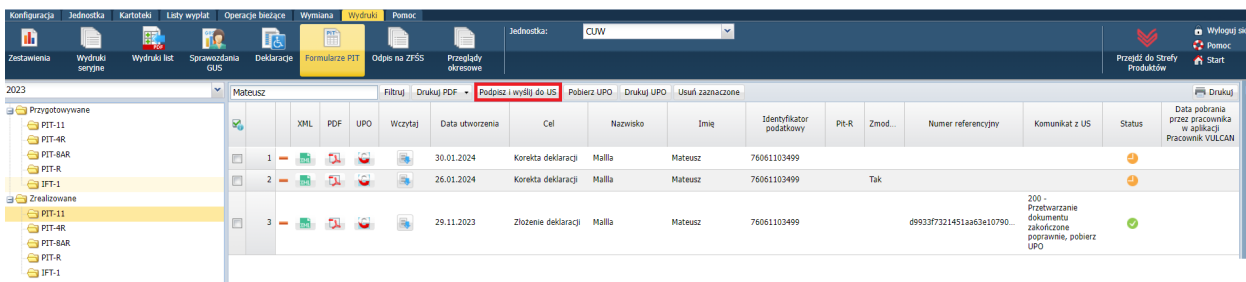 Konfiguracja Jednostka Kartoteki Listy wypłat Operacje bieżące Wymiana Wydruki Pomoc
Zestawienia
Wydruki seryjne
Wydruki list
Sprawozdania GUS
Deklaracje
Formularze PIT
Odpis na ZFŚS
Przeglądy okresowe
Jednostka: CUW
Przejdź do Strefy Produktów
Wyloguj się
Pomoc
Start
2023
Przygotowywane
PIT-11
PIT-4R
PIT-8AR
PIT-R
IFT-1
Zrealizowane
PIT-11
PIT-4R
PIT-8AR
PIT-R
IFT-1
Mateusz Filtruj Drukuj PDF Podpisz i wyślij do US Pobierz UPO Drukuj UPO Usuń zaznaczone Drukuj
XML PDF UPO Wczytaj Data utworzenia Cel Nazwisko Imię Identyfikator podatkowy Pit-R Zmod... Numer referencyjny Komunikat z US Status Data pobrania przez pracownika w aplikacji Pracownik VULCAN
1 30.01.2024 Korekta deklaracji Mallla Mateusz 76061103499
2 26.01.2024 Korekta deklaracji Mallla Mateusz 76061103499 Tak
3 29.11.2023 Złożenie deklaracji Mallla Mateusz 76061103499 d9933f7321451aa63e10790...
200 -
Przetwarzanie
dokumentu
zakończone
poprawnie, pobierz
UPO